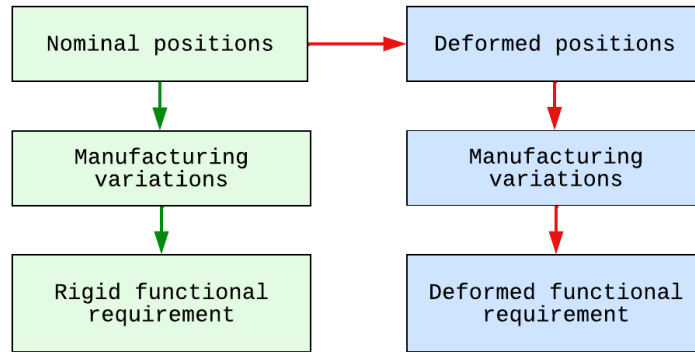 Nominal positions
Deformed positions
Manufacturing
variations
Manufacturing
variations
Rigid functional
requirement
Deformed functional
requirement